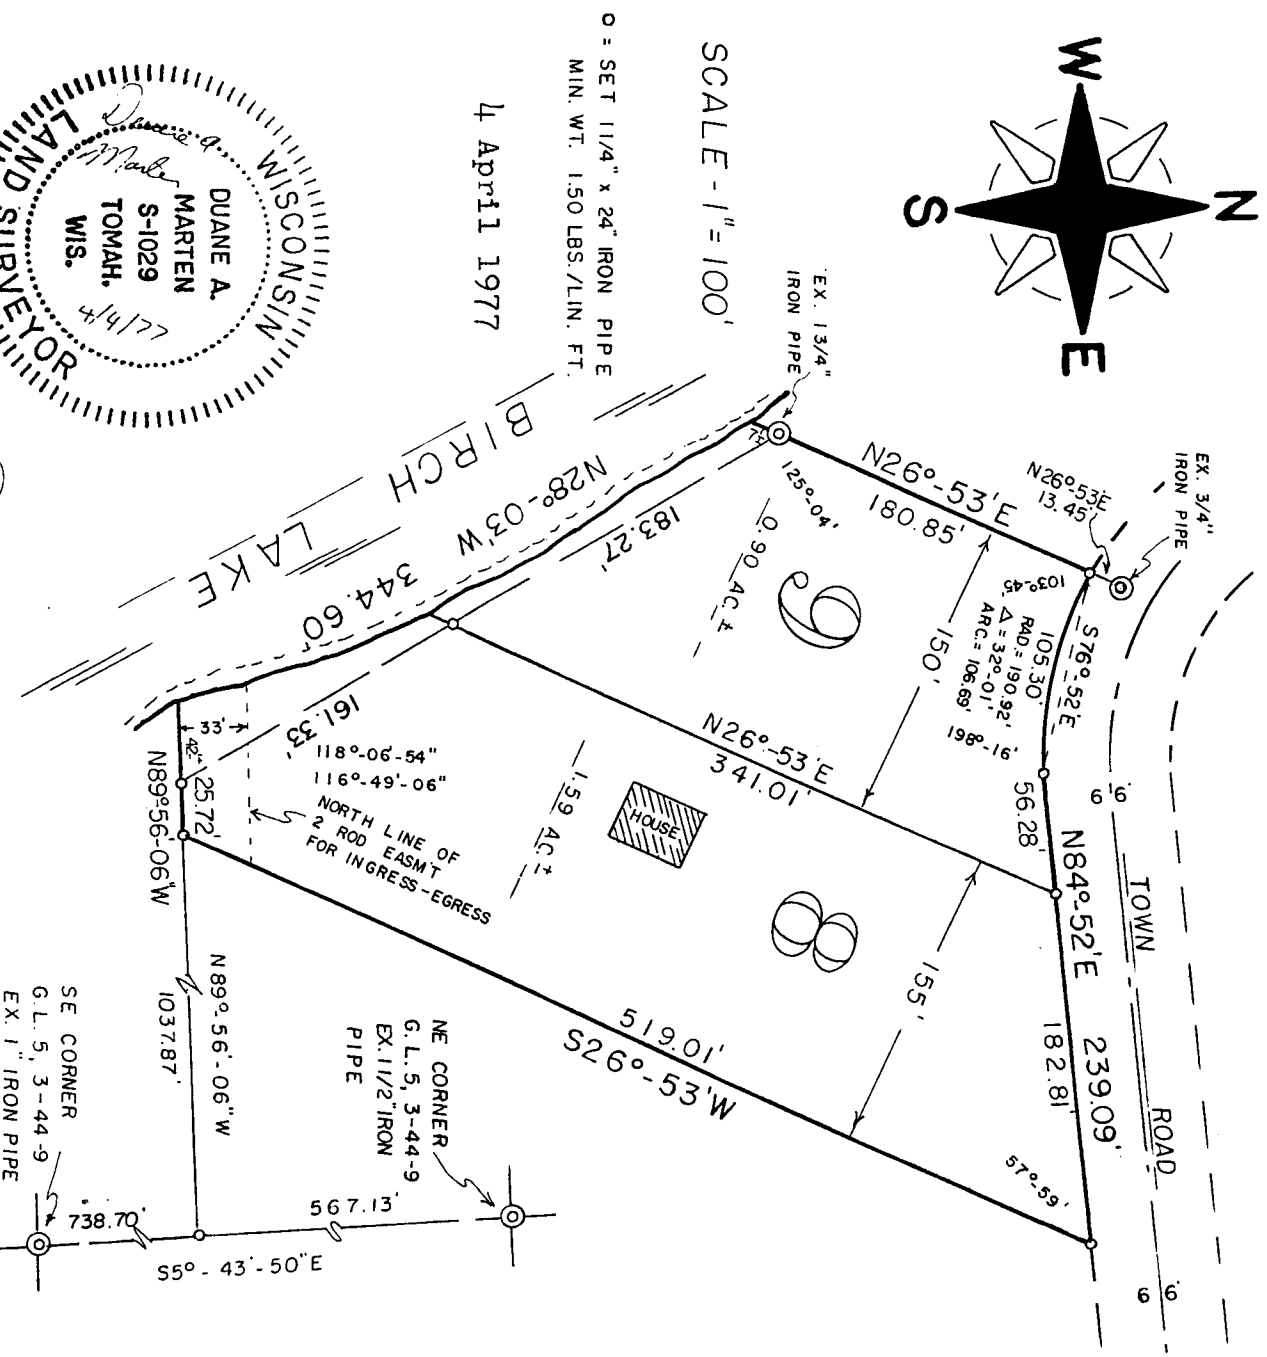 N
W
E
S
SCALE - 1" = 100'
O = SET 1 1/4" x 24" IRON PIPE
MIN. WT. 1.50 LBS./LIN. FT.
4 April 1977
WISCONSIN
LAND SURVEYOR
DUANE A.
MARTEN
S-1029
TOMAH,
WIS.
Duane A.
Marten
4/4/77
EX. 1 3/4"
IRON PIPE
EX. 3/4"
IRON PIPE
N26°-53'E
13.45'
N26°-53'E
180.85'
125°-04'
103°-45'
S76°-52'E
105.30'
RAD.= 190.92'
Δ = 32°-01'
ARC.= 106.69'
198°-16'
150'
9
0.90 AC.±
183.27'
BIRCH
LAKE
N28°-03'W
344.60'
161.33'
N26°-53'E
341.01'
56.28'
N84°-52'E
239.09'
182.81'
TOWN
ROAD
66'
66'
57°-59'
155'
8
HOUSE
1.59 AC.±
118°-06-54"
116°-49'-06"
NORTH LINE OF
2 ROD EASM'T
FOR INGRESS-EGRESS
33'
25.72'
N89°-56'-06"W
519.01'
S26°-53'W
N89°-56'-06"W
1037.87'
NE CORNER
G.L. 5, 3-44-9
EX. 1 1/2" IRON
PIPE
SE CORNER
G.L. 5, 3-44-9
EX. 1" IRON PIPE
738.70'
567.13'
S5°- 43'-50"E